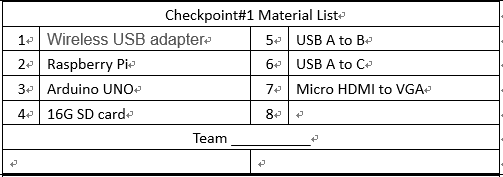 Checkpoint#1 Material List
1 Wireless USB adapter 5 USB A to B
2 Raspberry Pi 6 USB A to C
3 Arduino UNO 7 Micro HDMI to VGA
4 16G SD card 8
Team __________